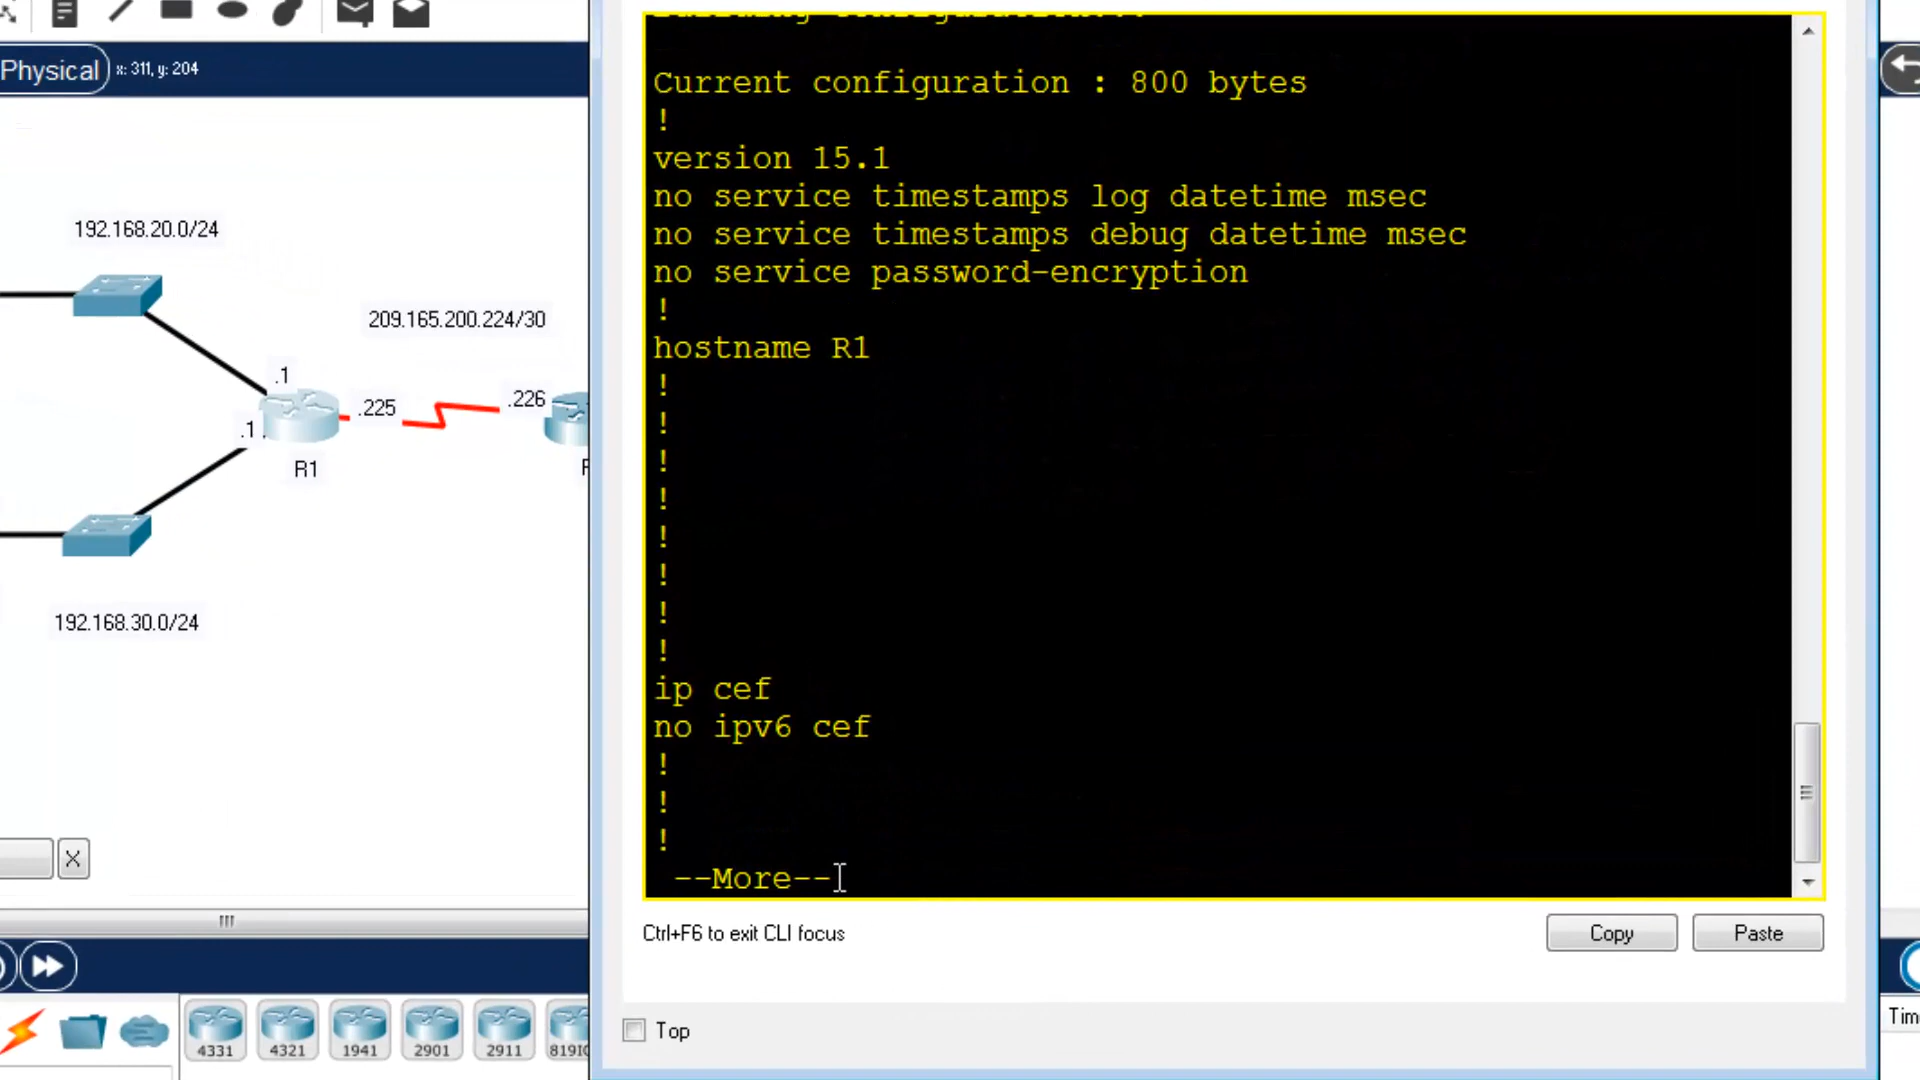 Physical
x: 311, y: 204
192.168.20.0/24
209.165.200.224/30
.1
.225
.226
.1
R1
192.168.30.0/24
X
4331
4321
1941
2901
2911
Current configuration : 800 bytes
!
version 15.1
no service timestamps log datetime msec
no service timestamps debug datetime msec
no service password-encryption
!
hostname R1
!
!
!
!
!
!
!
!
ip cef
no ipv6 cef
!
!
!
--More--
Ctrl+F6 to exit CLI focus
Copy
Paste
Top